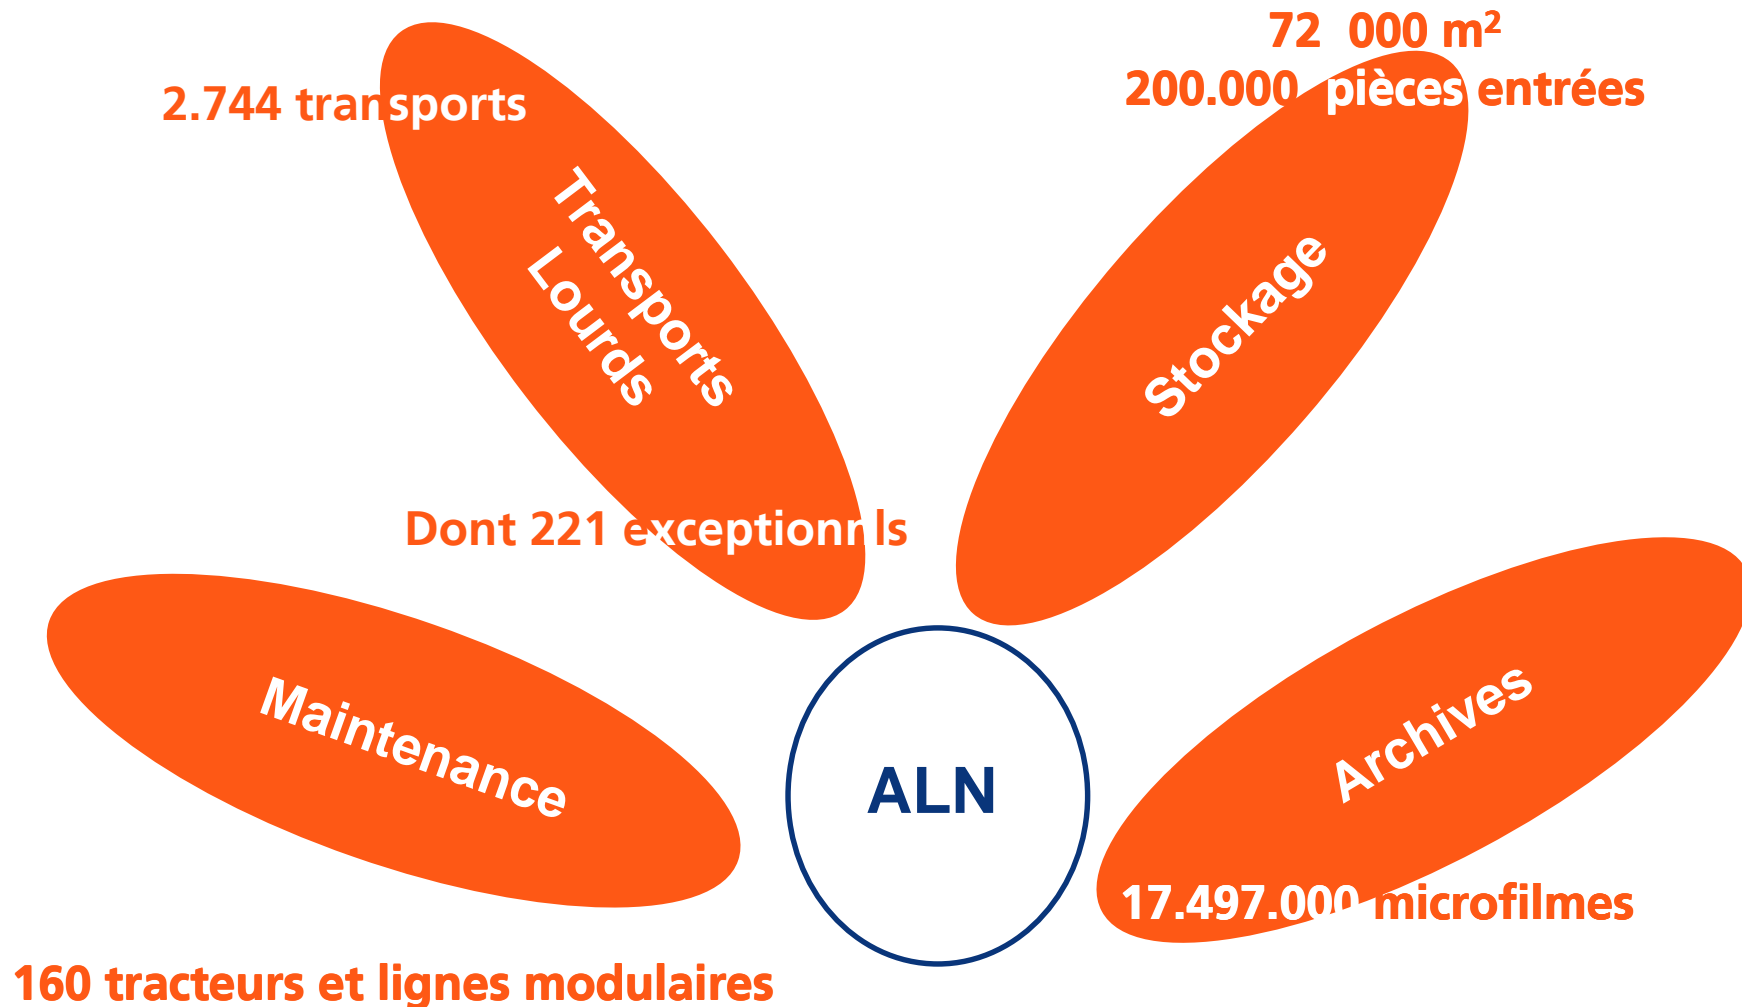 72 000 m²
200.000 pièces entrées
2.744 transports
Transports
Lourds
Stockage
Dont 221 exceptionnls
Maintenance
Archives
ALN
17.497.000 microfilmes
160 tracteurs et lignes modulaires